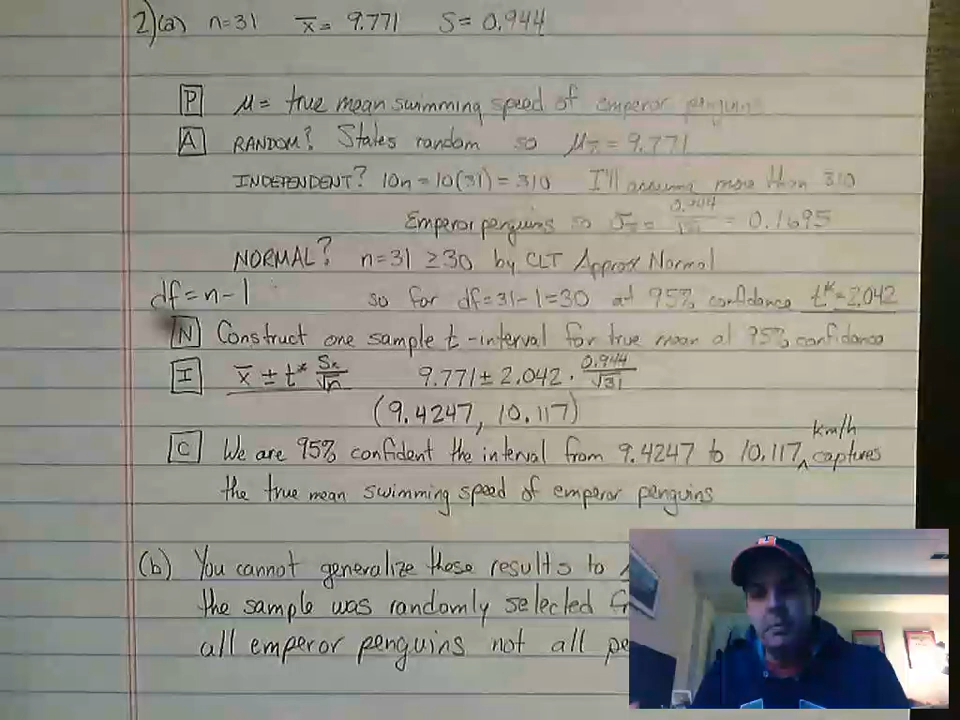 2)(a) n=31 x̄= 9.771 S= 0.944
P μ= true mean swimming speed of emperor penguins
A RANDOM? States random so μx̄=9.771
INDEPENDENT? 10n=10(31)=310 I'll assume more than 310
Emperor penguins so σx̄= 0.944/√31 = 0.1695
NORMAL? n=31 ≥30 by CLT Approx Normal
df=n-1 so for df=31-1=30 at 95% confidence t*=2.042
N Construct one sample t-interval for true mean at 95% confidence
I x̄ ± t* Sx/√n 9.771 ± 2.042 · 0.944/√31
(9.4247, 10.117)
C We are 95% confident the interval from 9.4247 to 10.117 km/h captures
the true mean swimming speed of emperor penguins
(b) You cannot generalize these results to
the sample was randomly selected
all emperor penguins not all